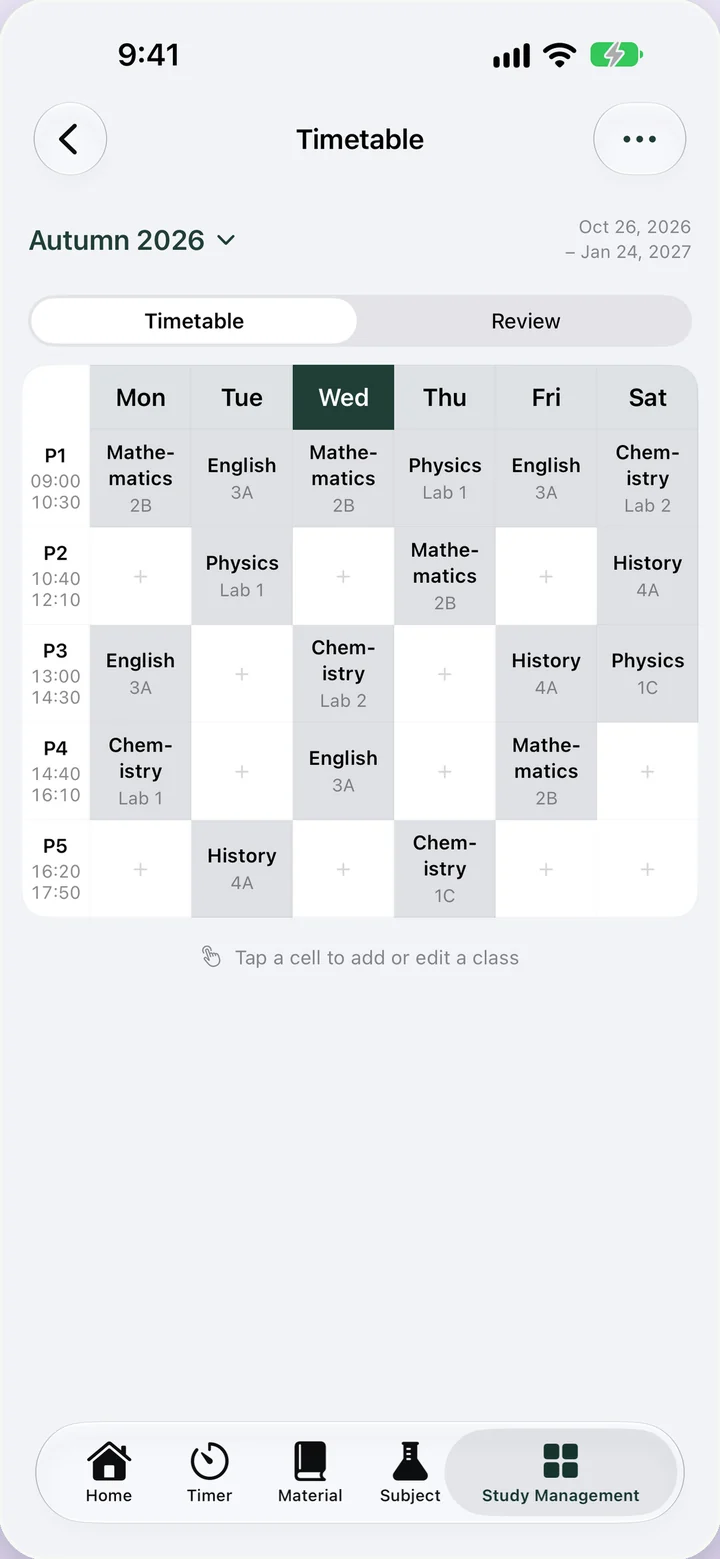 9:41
Timetable
Autumn 2026
Oct 26, 2026
– Jan 24, 2027
Timetable
Review
Mon
Tue
Wed
Thu
Fri
Sat
P1
09:00
10:30
Mathe-
matics
2B
English
3A
Mathe-
matics
2B
Physics
Lab 1
English
3A
Chem-
istry
Lab 2
P2
10:40
12:10
+
Physics
Lab 1
+
Mathe-
matics
2B
+
History
4A
P3
13:00
14:30
English
3A
+
Chem-
istry
Lab 2
+
History
4A
Physics
1C
P4
14:40
16:10
Chem-
istry
Lab 1
+
English
3A
+
Mathe-
matics
2B
+
P5
16:20
17:50
+
History
4A
+
Chem-
istry
1C
+
+
Tap a cell to add or edit a class
Home
Timer
Material
Subject
Study Management